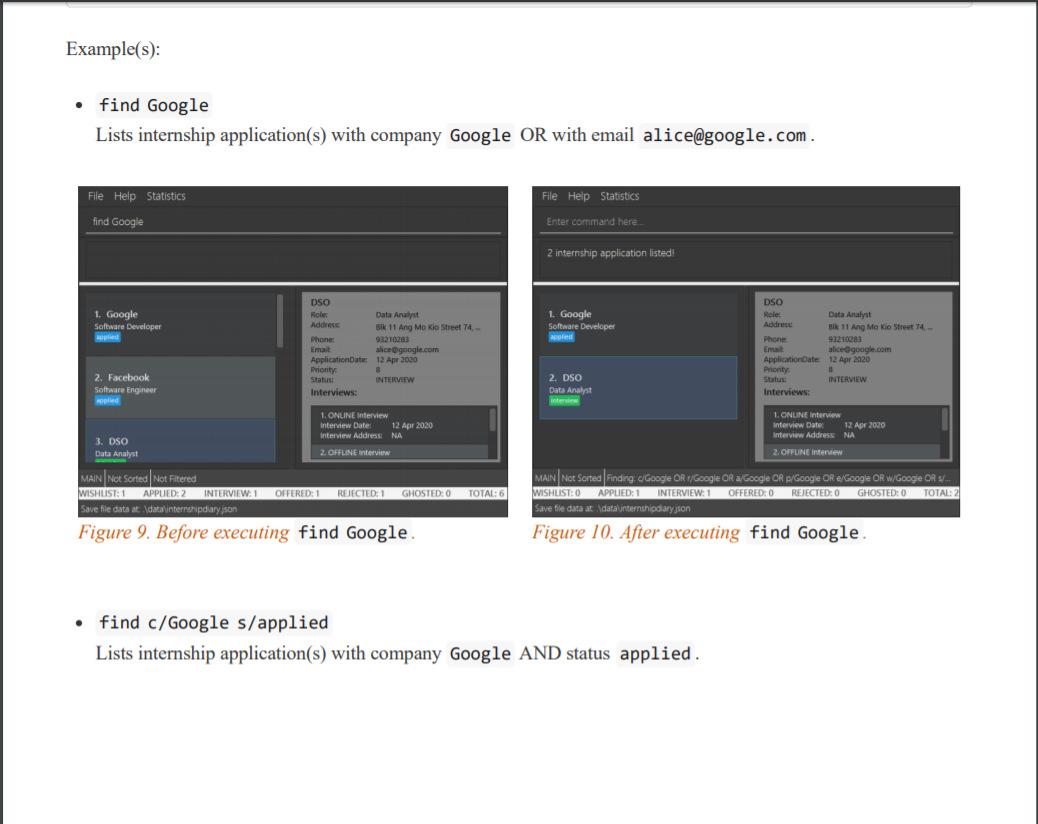 Example(s):
• find Google
Lists internship application(s) with company Google OR with email alice@google.com.
File Help Statistics
find Google
1. Google
Software Developer
applied
2. Facebook
Software Engineer
applied
3. DSO
Data Analyst
DSO
Role: Data Analyst
Address: Blk 11 Ang Mo Kio Street 74, ...
Phone: 93210283
Email: alice@google.com
ApplicationDate: 12 Apr 2020
Priority: 8
Status: INTERVIEW
Interviews:
1. ONLINE Interview
Interview Date: 12 Apr 2020
Interview Address: NA
2. OFFLINE Interview
MAIN Not Sorted Not Filtered
WISHLIST: 1 APPLIED: 2 INTERVIEW: 1 OFFERED: 1 REJECTED: 1 GHOSTED: 0 TOTAL: 6
Save file data at: .\data\internshipdiary.json
Figure 9. Before executing find Google.
File Help Statistics
Enter command here...
2 internship application listed!
1. Google
Software Developer
applied
2. DSO
Data Analyst
interview
DSO
Role: Data Analyst
Address: Blk 11 Ang Mo Kio Street 74, ...
Phone: 93210283
Email: alice@google.com
ApplicationDate: 12 Apr 2020
Priority: 8
Status: INTERVIEW
Interviews:
1. ONLINE Interview
Interview Date: 12 Apr 2020
Interview Address: NA
2. OFFLINE Interview
MAIN Not Sorted Finding: c/Google OR r/Google OR a/Google OR p/Google OR e/Google OR w/Google OR s/...
WISHLIST: 0 APPLIED: 1 INTERVIEW: 1 OFFERED: 0 REJECTED: 0 GHOSTED: 0 TOTAL: 2
Save file data at: .\data\internshipdiary.json
Figure 10. After executing find Google.
• find c/Google s/applied
Lists internship application(s) with company Google AND status applied.